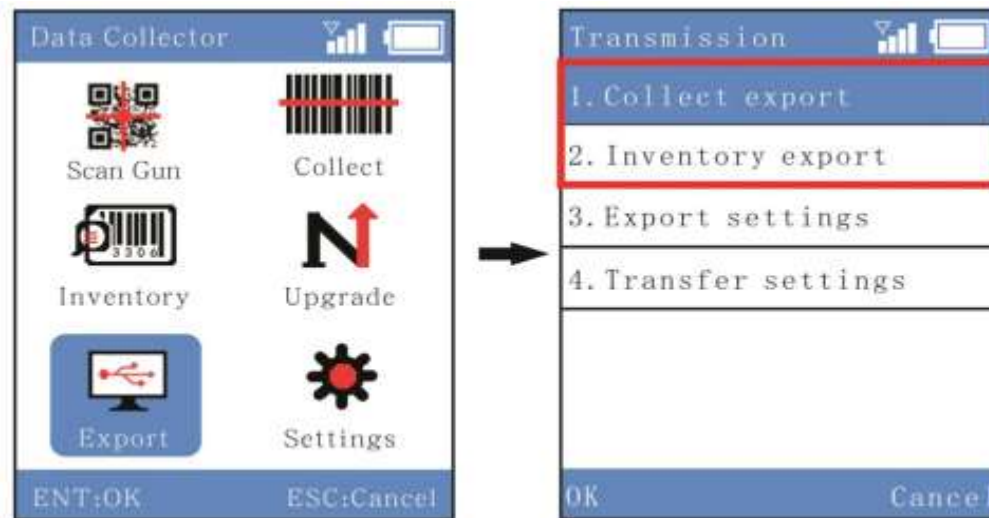 Data Collector
Scan Gun
Collect
3306
Inventory
Upgrade
Export
Settings
ENT:OK
ESC:Cancel
Transmission
1.Collect export
2.Inventory export
3.Export settings
4.Transfer settings
OK
Cancel